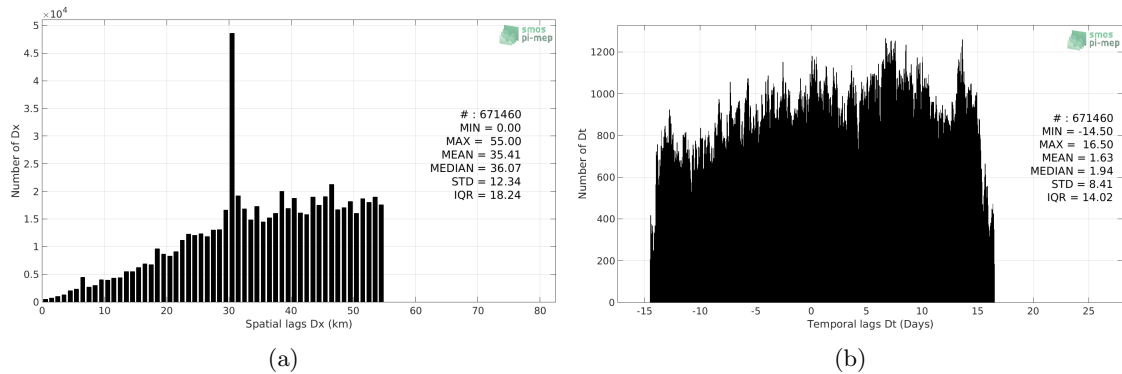 ×10⁴
5
4.5
4
3.5
3
2.5
2
1.5
1
0.5
0
Number of Dx
0 10 20 30 40 50 60 70 80
Spatial lags Dx (km)
smos
pi-mep
# : 671460
MIN = 0.00
MAX = 55.00
MEAN = 35.41
MEDIAN = 36.07
STD = 12.34
IQR = 18.24
(a)
1200
1000
800
600
400
200
0
Number of Dt
-15 -10 -5 0 5 10 15 20 25
Temporal lags Dt (Days)
smos
pi-mep
# : 671460
MIN = -14.50
MAX = 16.50
MEAN = 1.63
MEDIAN = 1.94
STD = 8.41
IQR = 14.02
(b)